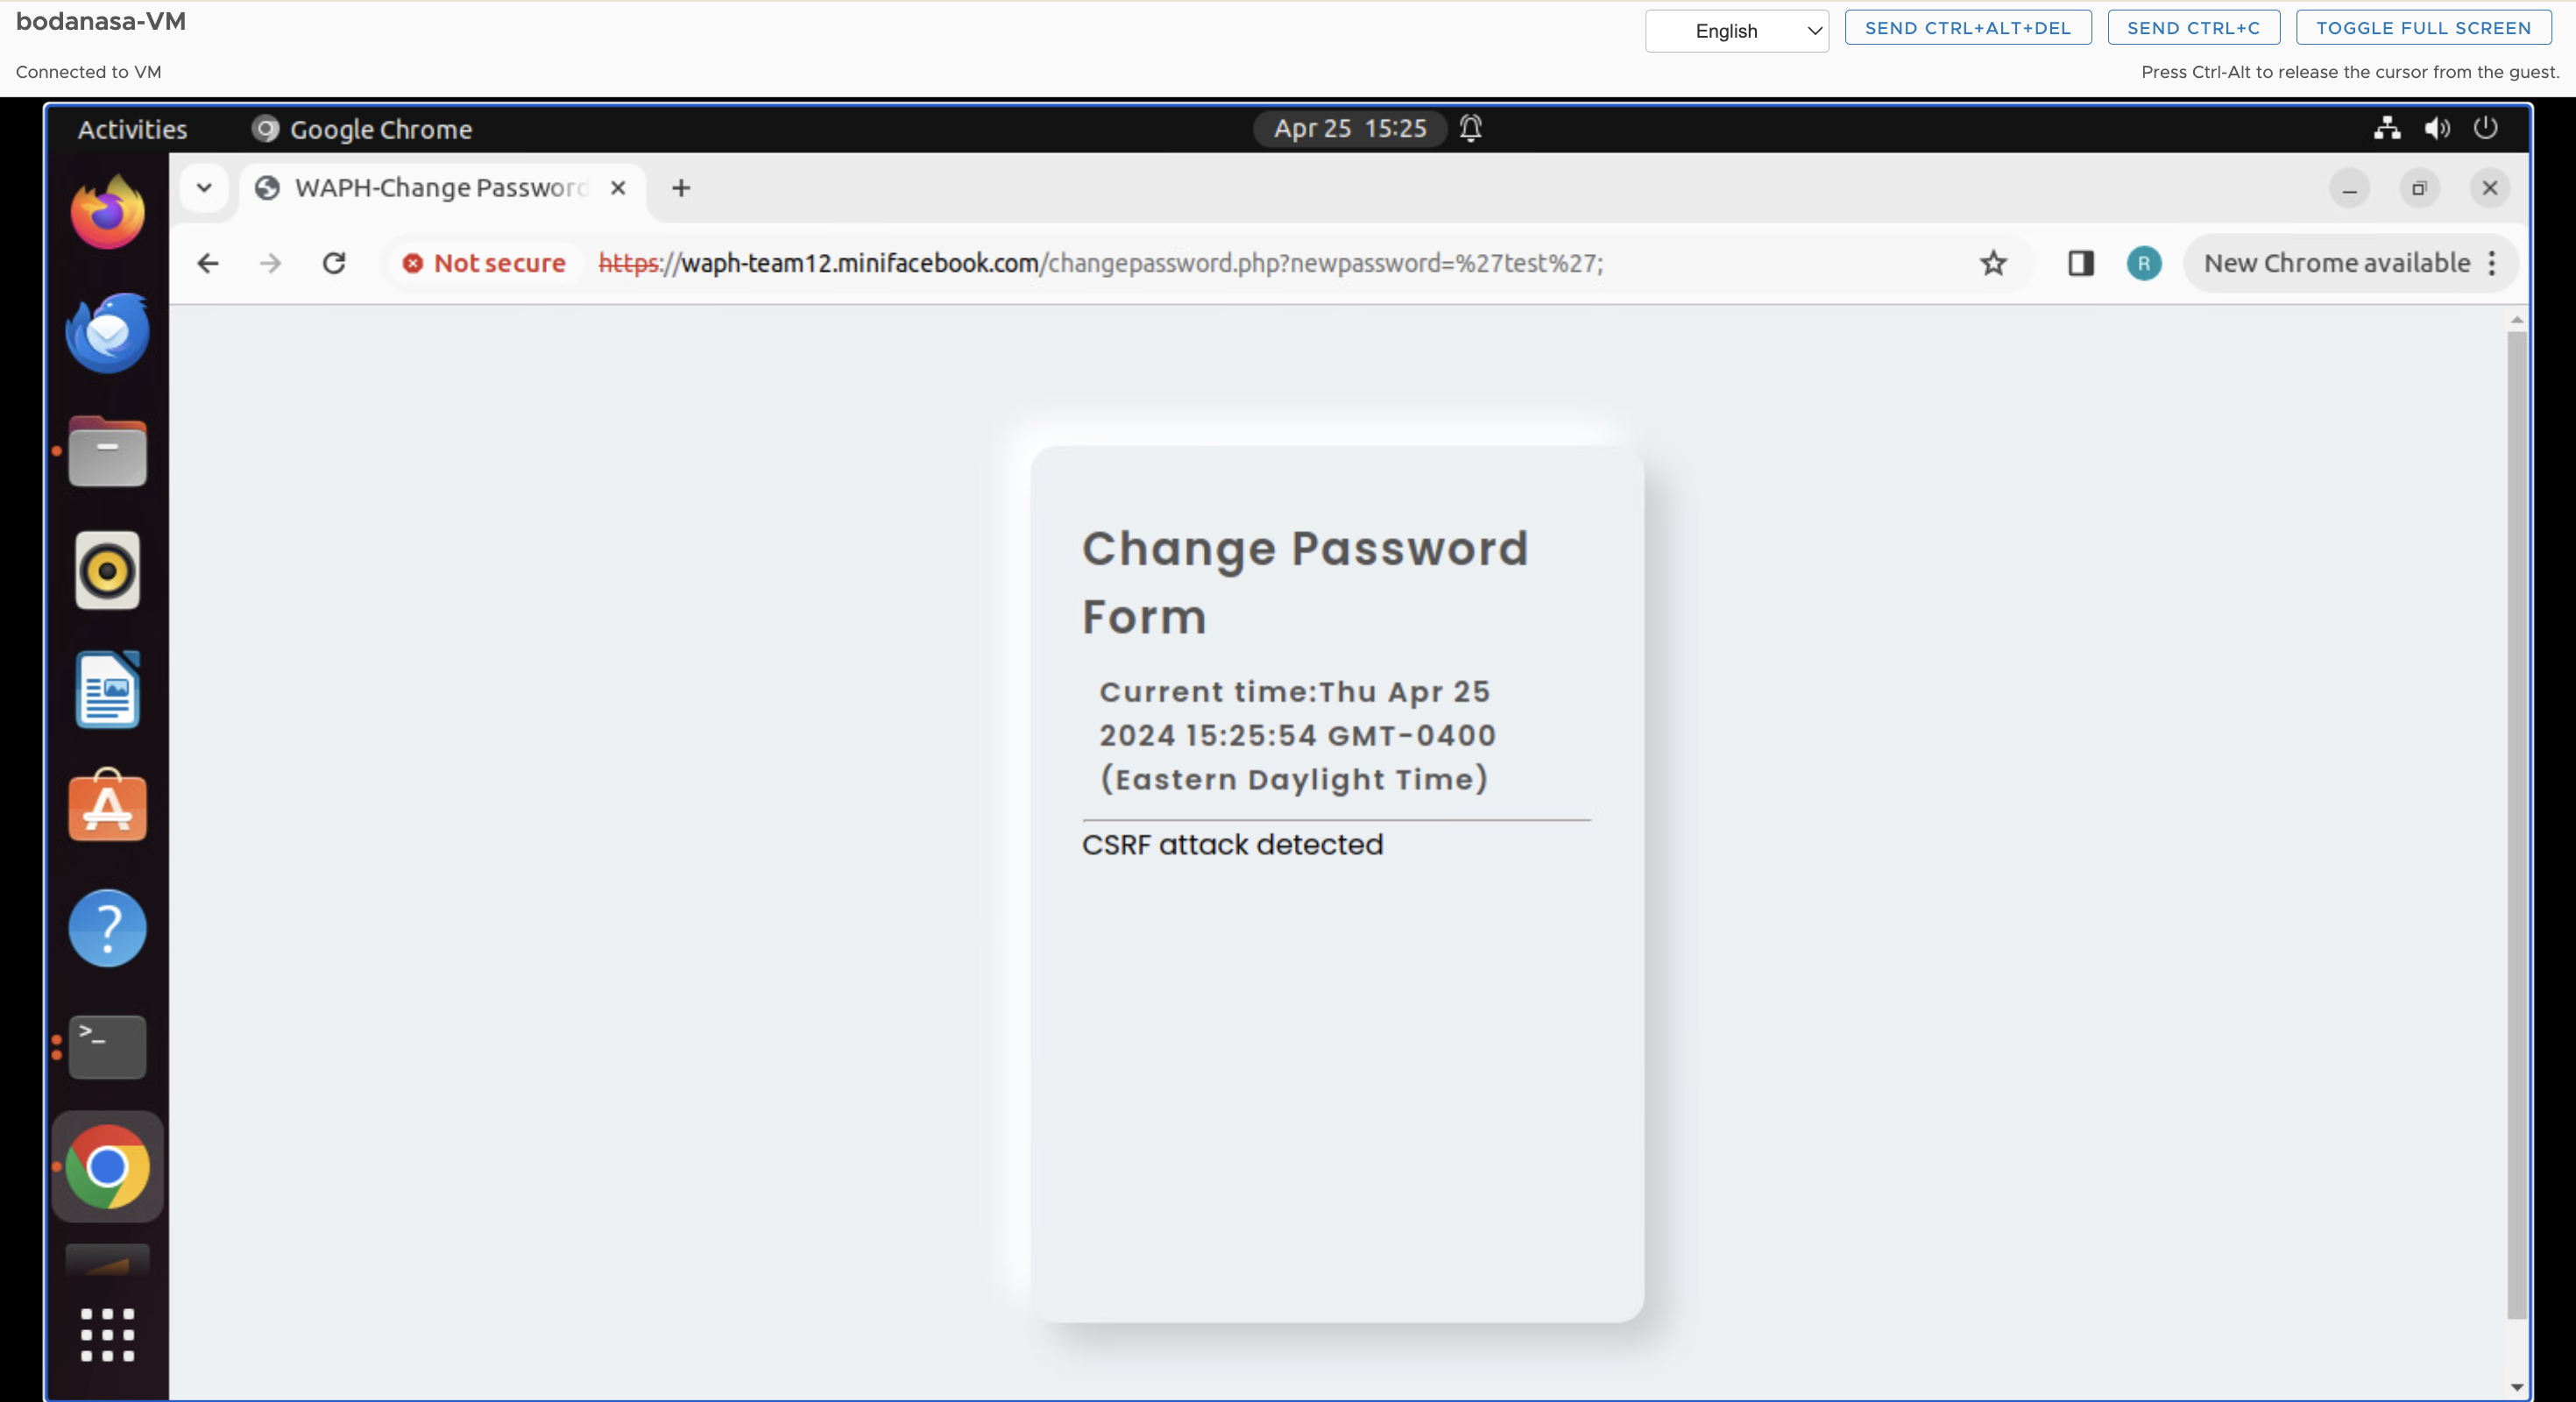 bodanasa-VM
English
SEND CTRL+ALT+DEL
SEND CTRL+C
TOGGLE FULL SCREEN
Connected to VM
Press Ctrl-Alt to release the cursor from the guest.
Activities
Google Chrome
Apr 25 15:25
WAPH-Change Password
Not secure
https://waph-team12.minifacebook.com/changepassword.php?newpassword=%27test%27;
R
New Chrome available
Change Password
Form
Current time:Thu Apr 25
2024 15:25:54 GMT-0400
(Eastern Daylight Time)
CSRF attack detected